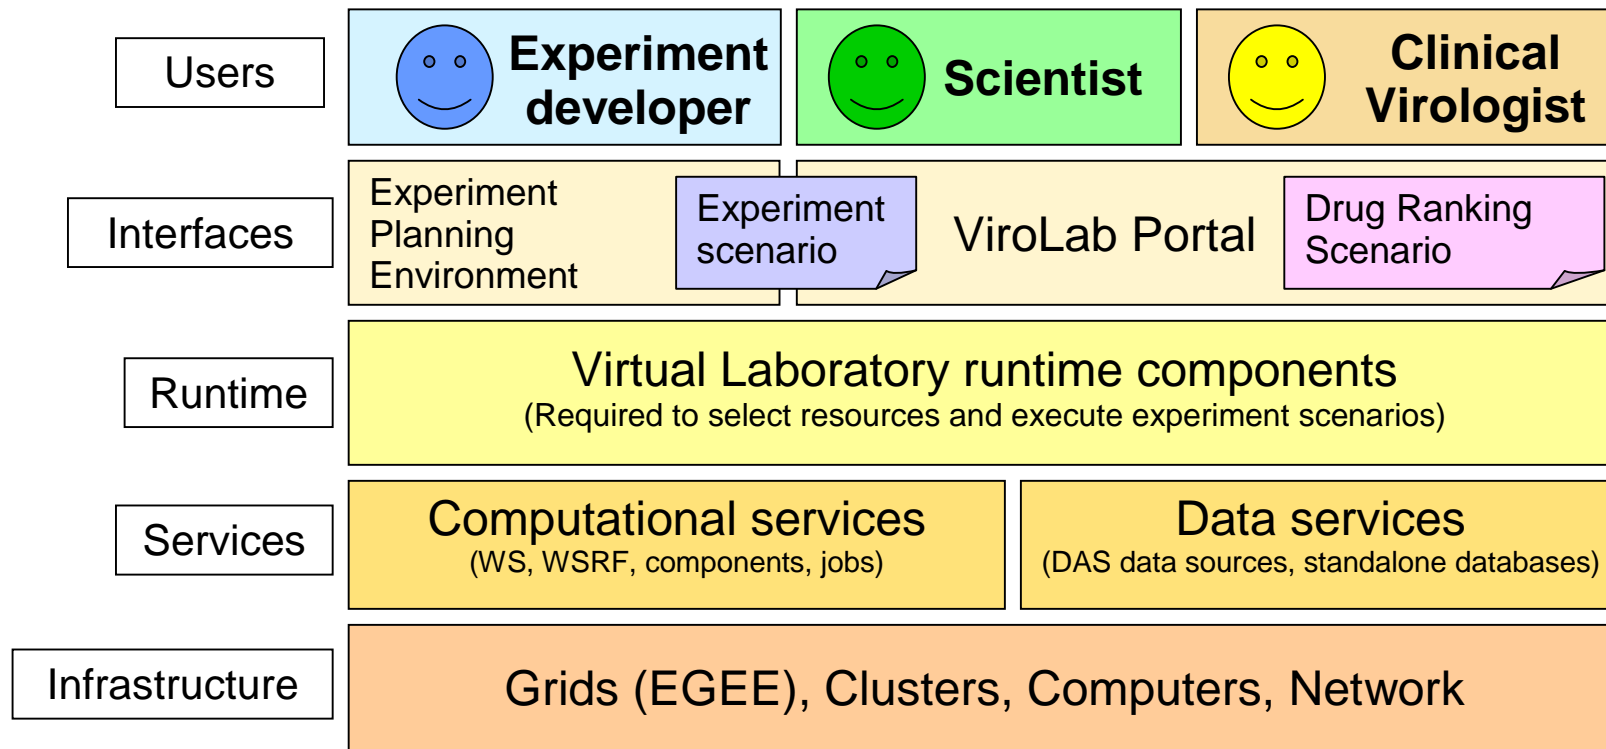 Users
Experiment
developer
Scientist
Clinical
Virologist
Interfaces
Experiment
Planning
Environment
Experiment
scenario
ViroLab Portal
Drug Ranking
Scenario
Runtime
Virtual Laboratory runtime components
(Required to select resources and execute experiment scenarios)
Services
Computational services
(WS, WSRF, components, jobs)
Data services
(DAS data sources, standalone databases)
Infrastructure
Grids (EGEE), Clusters, Computers, Network